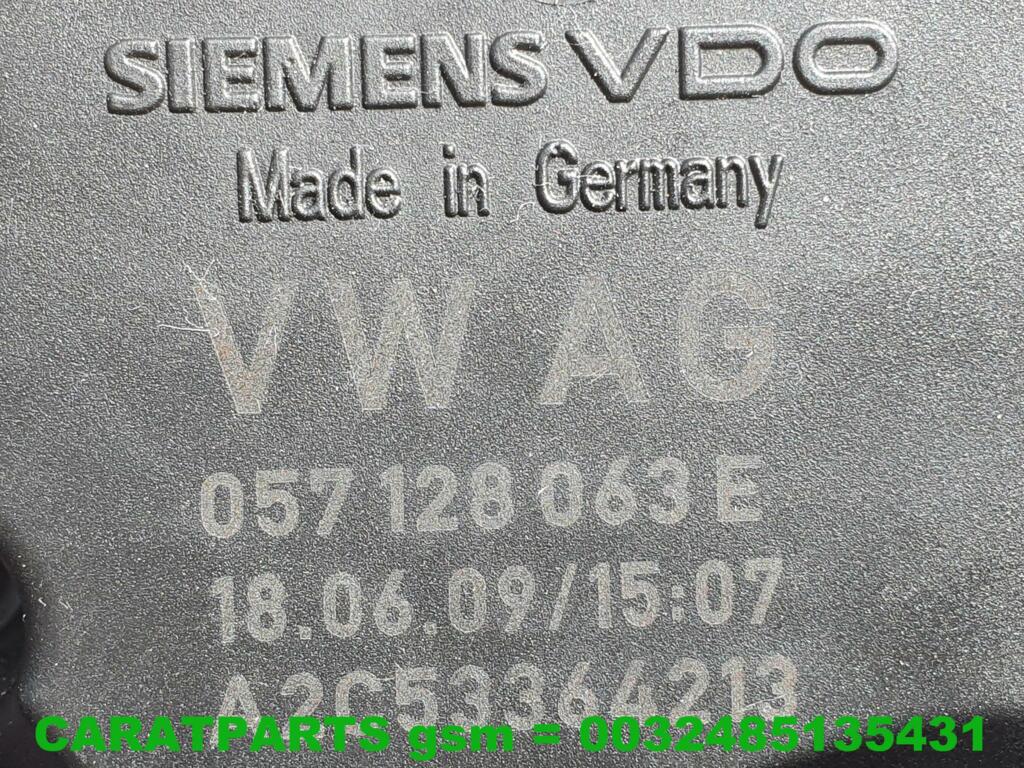 SIEMENS VDO
Made in Germany
VW AG
057 128 063 E
18.06.09/15:07
A2C53364213
CARATPARTS gsm = 0032485135431